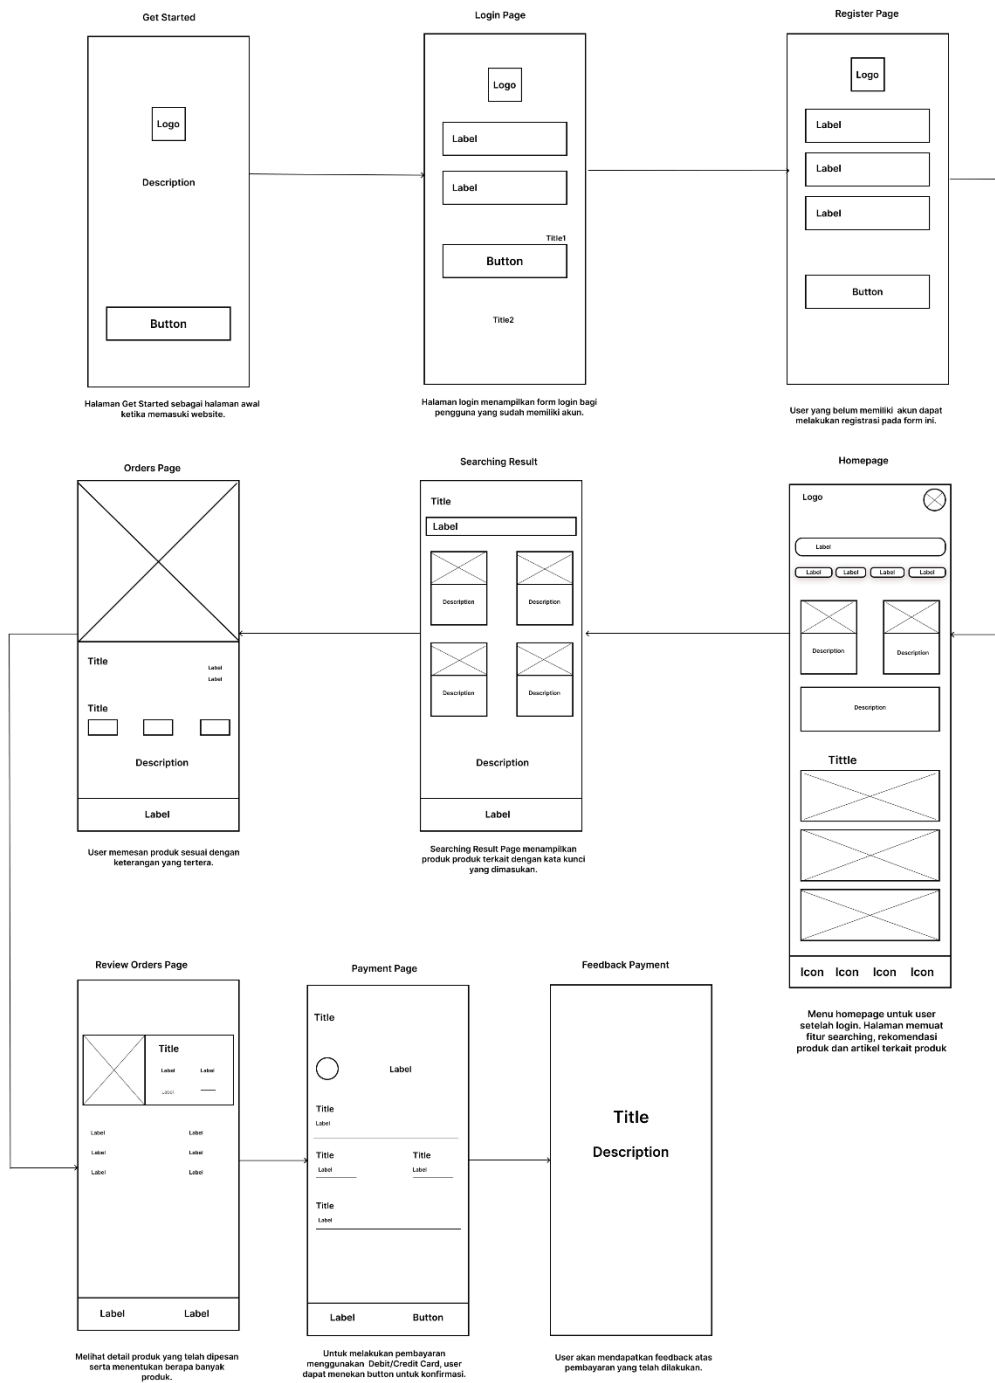 Get Started
Logo
Description
Button
Halaman Get Started sebagai halaman awal
ketika memasuki website.
Login Page
Logo
Label
Label
Title1
Button
Title2
Halaman login menampilkan form login bagi
pengguna yang sudah memiliki akun.
Register Page
Logo
Label
Label
Label
Button
User yang belum memiliki akun dapat
melakukan registrasi pada form ini.
Orders Page
Title
Label
Label
Title
Description
Label
User memesan produk sesuai dengan
keterangan yang tertera.
Searching Result
Title
Label
Description
Description
Description
Description
Description
Label
Searching Result Page menampilkan
produk produk terkait dengan kata kunci
yang dimasukan.
Homepage
Logo
Label
Label Label Label Label
Description
Description
Description
Tittle
Icon Icon Icon Icon
Menu homepage untuk user
setelah login. Halaman memuat
fitur searching, rekomendasi
produk dan artikel terkait produk
Review Orders Page
Title
Label Label
Label
Label Label
Label Label
Label Label
Label Label
Melihat detail produk yang telah dipesan
serta menentukan berapa banyak
produk.
Payment Page
Title
Label
Title
Label
Title Title
Label Label
Title
Label
Label Button
Untuk melakukan pembayaran
menggunakan Debit/Credit Card, user
dapat menekan button untuk konfirmasi.
Feedback Payment
Title
Description
User akan mendapatkan feedback atas
pembayaran yang telah dilakukan.